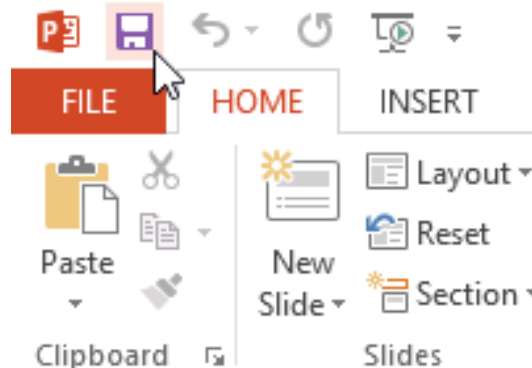 FILE HOME INSERT
Layout
Reset
Paste New
Slide Section
Clipboard Slides